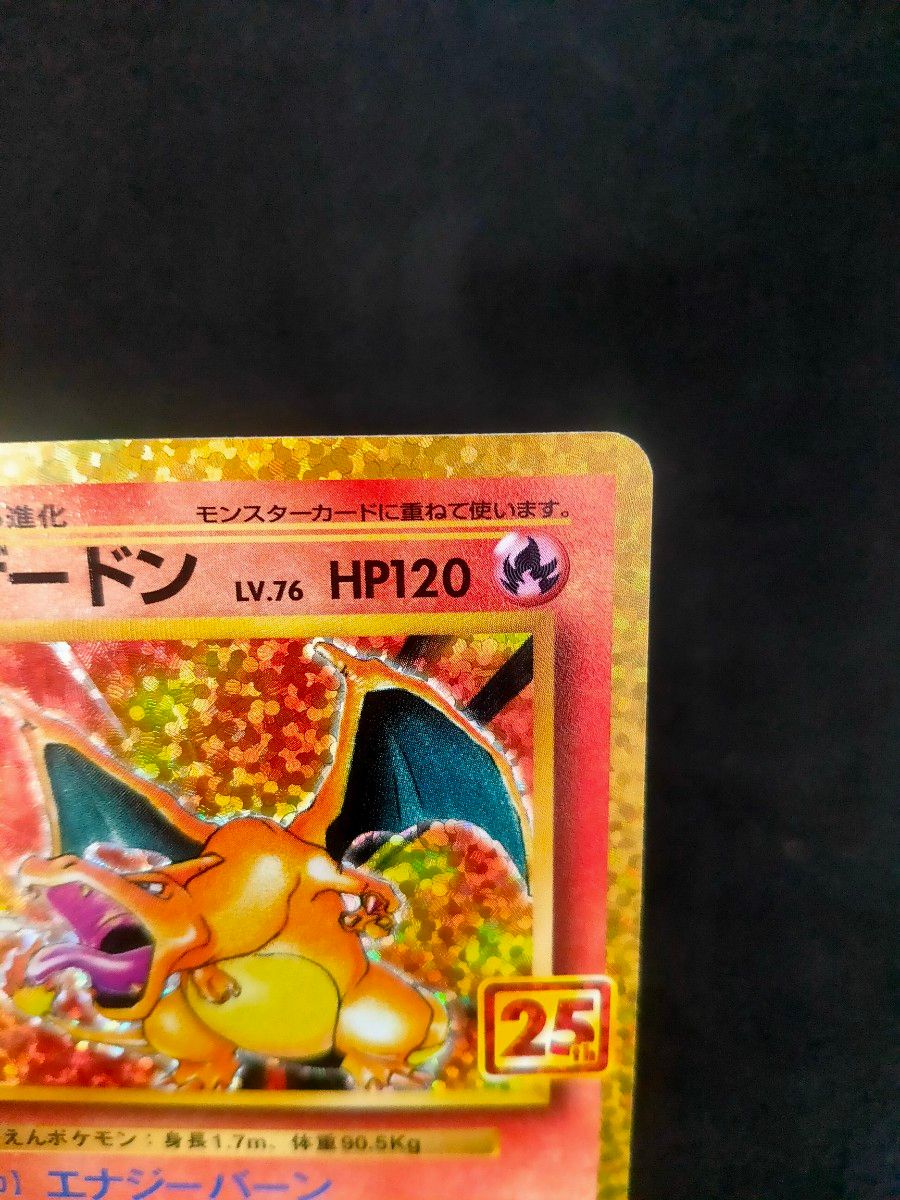 進化 モンスターカードに重ねて使います。
ザードン LV.76 HP120
25th
えんポケモン：身長1.7m、体重90.5Kg
エナジーバーン